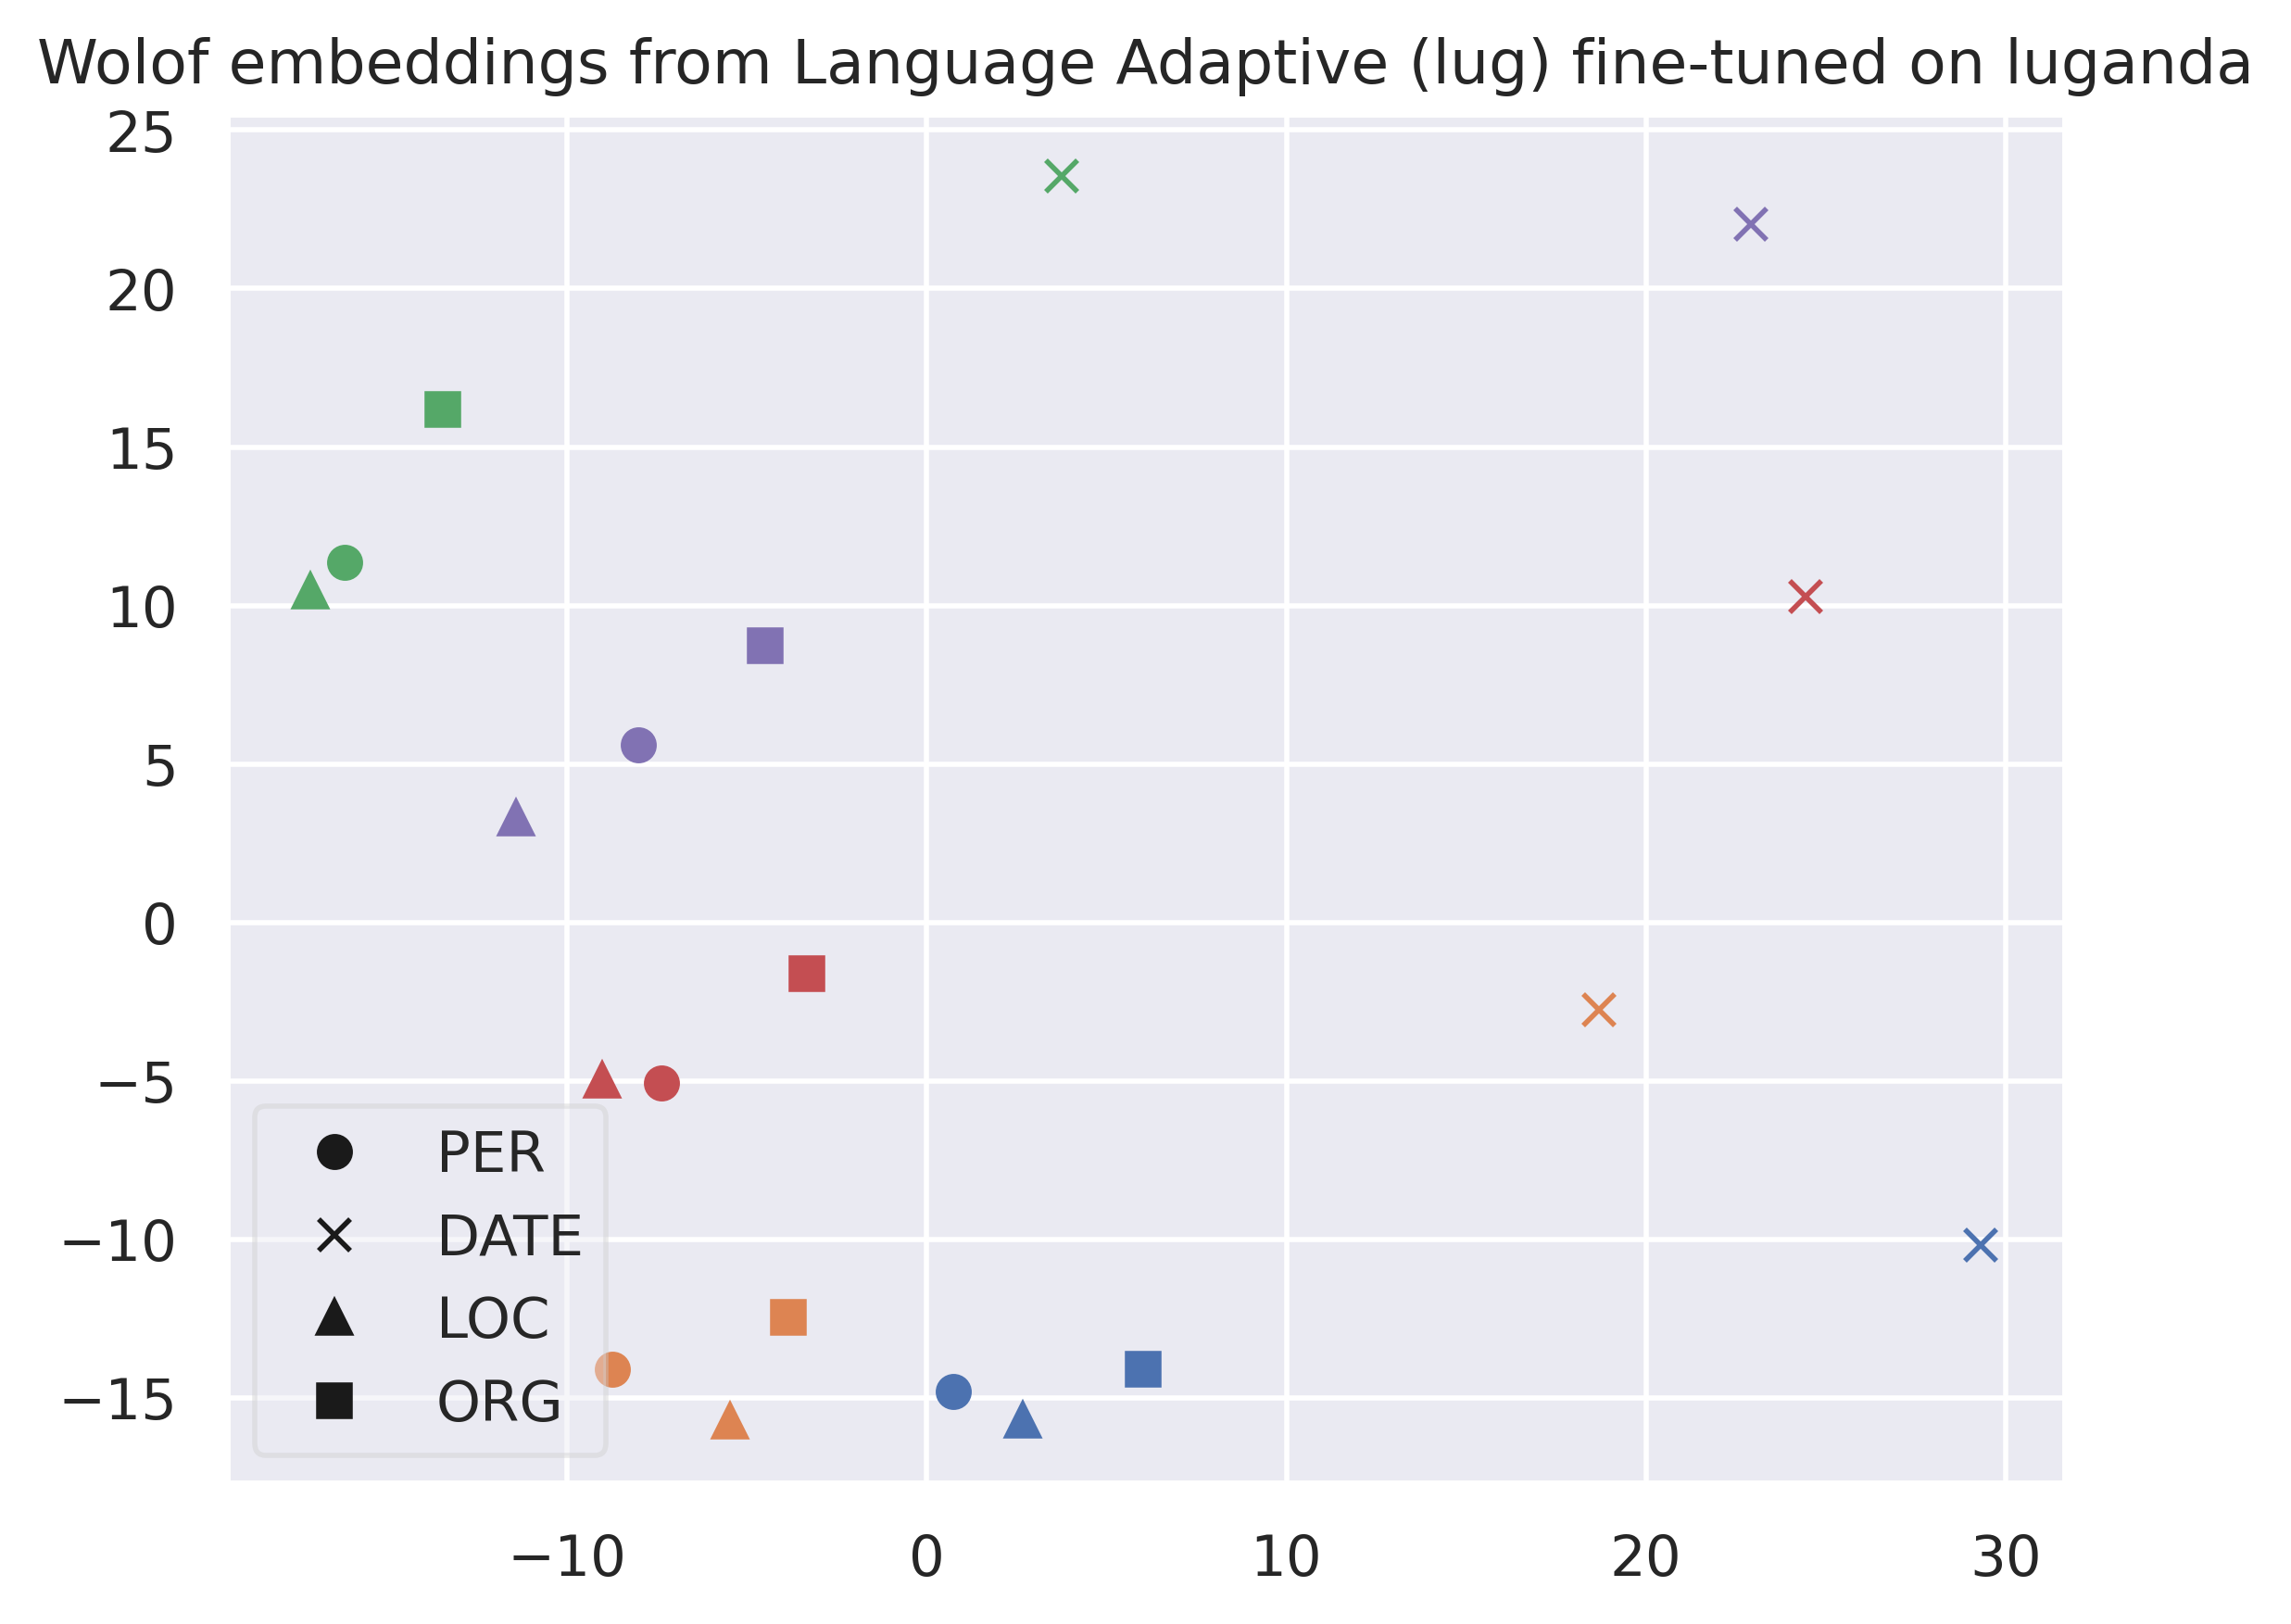 Wolof embeddings from Language Adaptive (lug) fine-tuned on luganda
25
20
15
10
5
0
−5
−10
−15
PER
DATE
LOC
ORG
−10 0 10 20 30